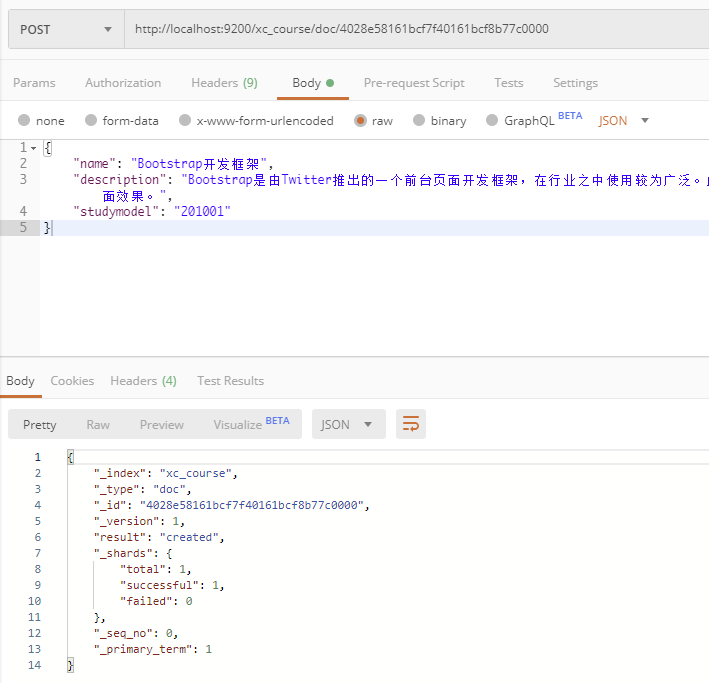 POST http://localhost:9200/xc_course/doc/4028e58161bcf7f40161bcf8b77c0000
Params Authorization Headers (9) Body Pre-request Script Tests Settings
none form-data x-www-form-urlencoded raw binary GraphQL BETA JSON
1 {
2 "name": "Bootstrap开发框架",
3 "description": "Bootstrap是由Twitter推出的一个前台页面开发框架，在行业之中使用较为广泛。
面效果。",
4 "studymodel": "201001"
5 }
Body Cookies Headers (4) Test Results
Pretty Raw Preview Visualize BETA JSON
1 {
2 "_index": "xc_course",
3 "_type": "doc",
4 "_id": "4028e58161bcf7f40161bcf8b77c0000",
5 "_version": 1,
6 "result": "created",
7 "_shards": {
8 "total": 1,
9 "successful": 1,
10 "failed": 0
11 },
12 "_seq_no": 0,
13 "_primary_term": 1
14 }